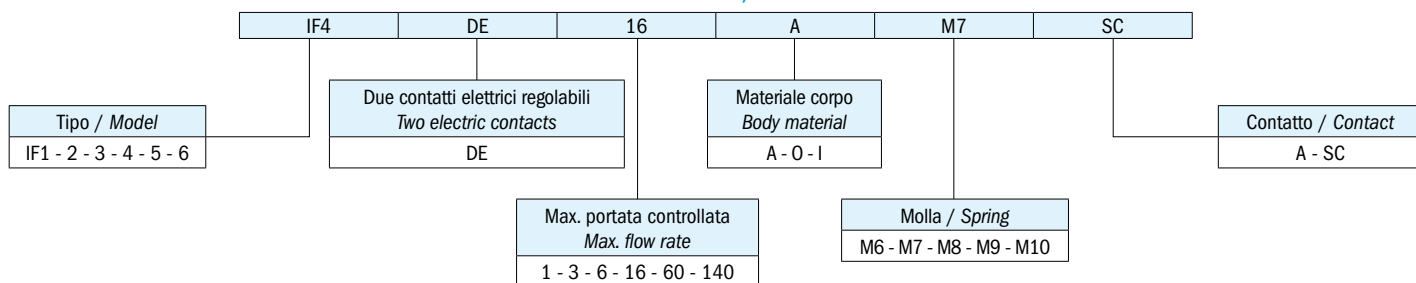 IF4 DE 16 A M7 SC
Due contatti elettrici regolabili
Two electric contacts
DE
Materiale corpo
Body material
A - O - I
Tipo / Model
IF1 - 2 - 3 - 4 - 5 - 6
Contatto / Contact
A - SC
Max. portata controllata
Max. flow rate
1 - 3 - 6 - 16 - 60 - 140
Molla / Spring
M6 - M7 - M8 - M9 - M10